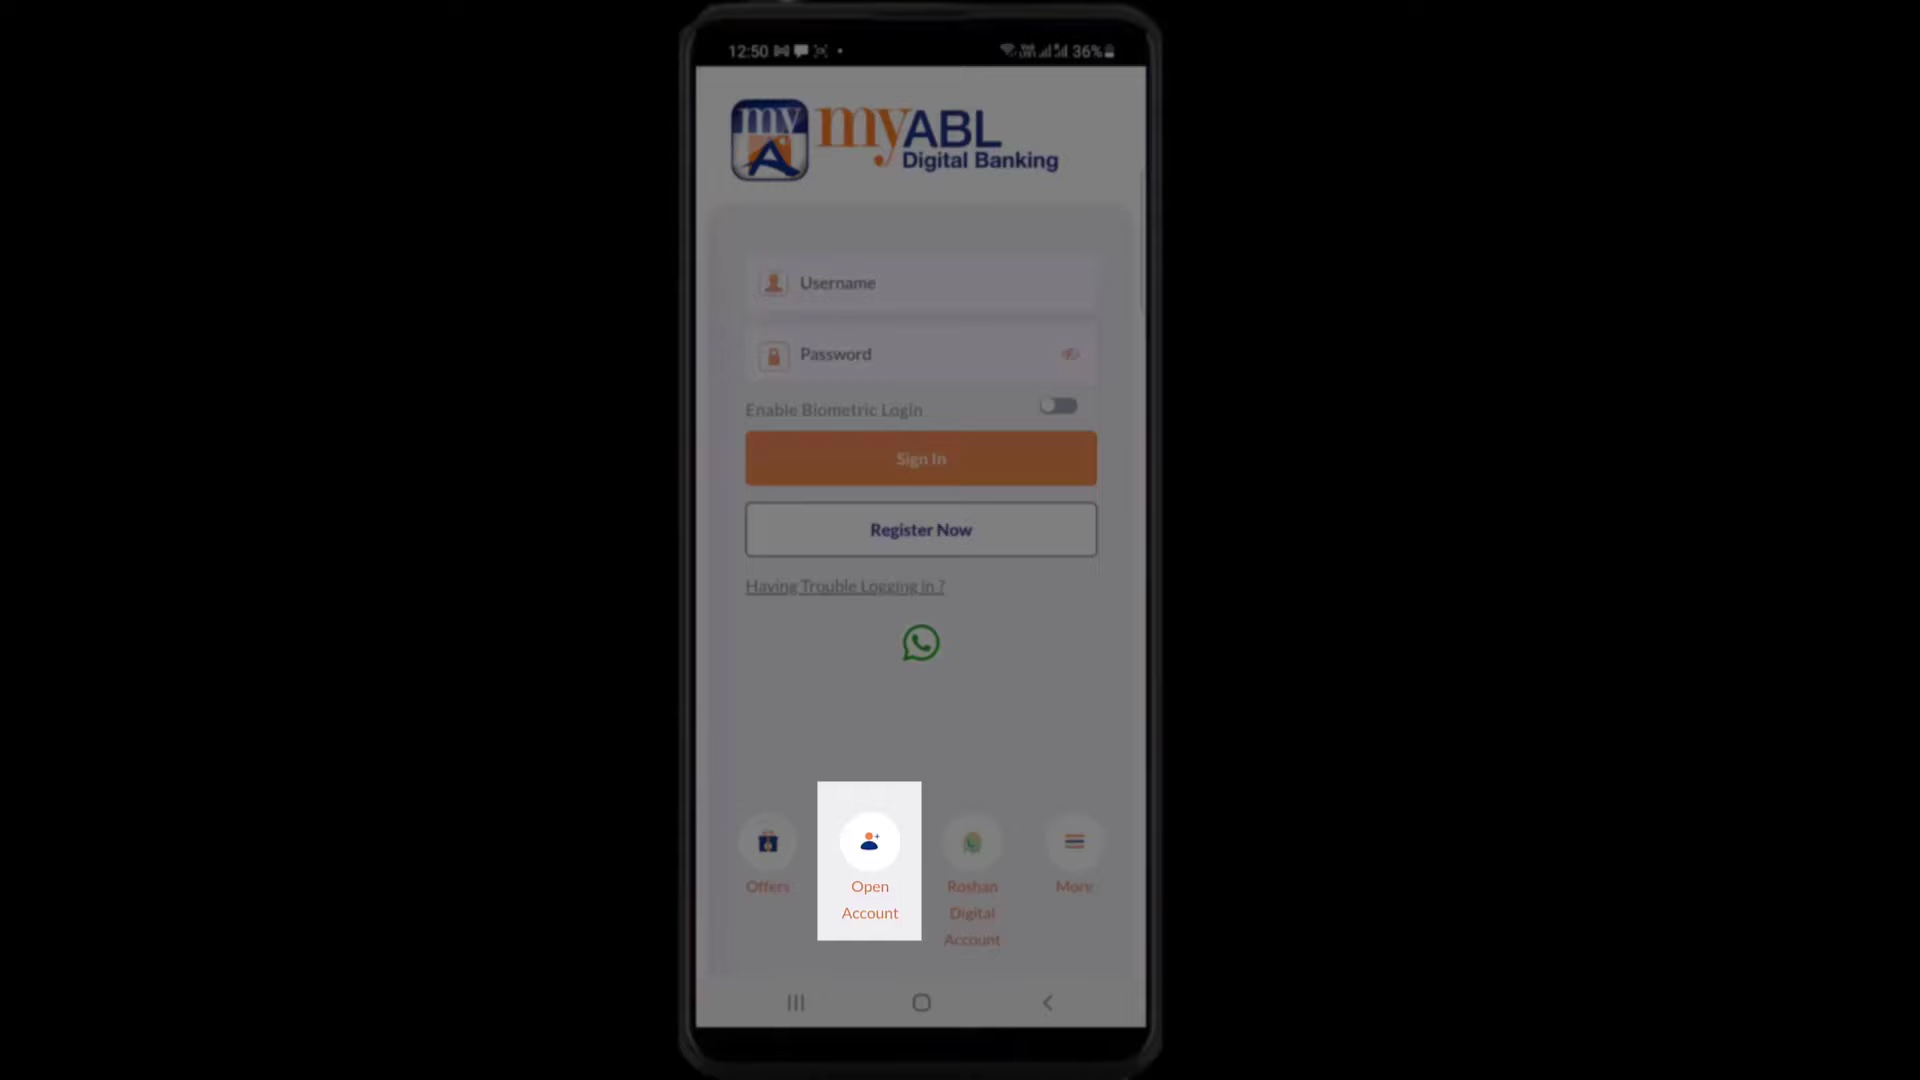 12:50
36%
my
myABL
Digital Banking
Username
Password
Enable Biometric Login
Sign In
Register Now
Having Trouble Logging in ?
Offers
Open
Account
Roshan
Digital
Account
More